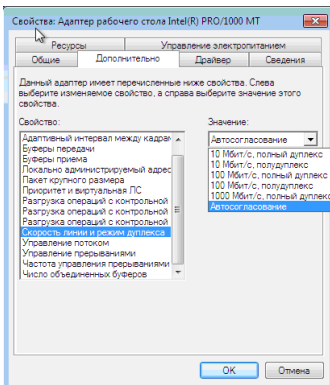 Свойства: Адаптер рабочего стола Intel(R) PRO/1000 MT
Ресурсы
Управление электропитанием
Общие
Дополнительно
Драйвер
Сведения
Данный адаптер имеет перечисленные ниже свойства. Слева
выберите изменяемое свойство, а справа выберите значение этого
свойства.
Свойство:
Значение:
Адаптивный интервал между кадрам
Буферы передачи
Буферы приема
Локально администрируемый адрес
Пакет крупного размера
Приоритет и виртуальная ЛС
Разгрузка операций с контрольной
Разгрузка операций с контрольной
Разгрузка операций с контрольной
Скорость линии и режим дуплекса
Управление потоком
Управление прерываниями
Частота управления прерываниями
Число объединенных буферов
Автосогласование
10 Мбит/с, полный дуплекс
10 Мбит/с, полудуплекс
100 Мбит/с, полный дуплекс
100 Мбит/с, полудуплекс
1000 Мбит/с, полный дуплекс
Автосогласование
OK
Отмена